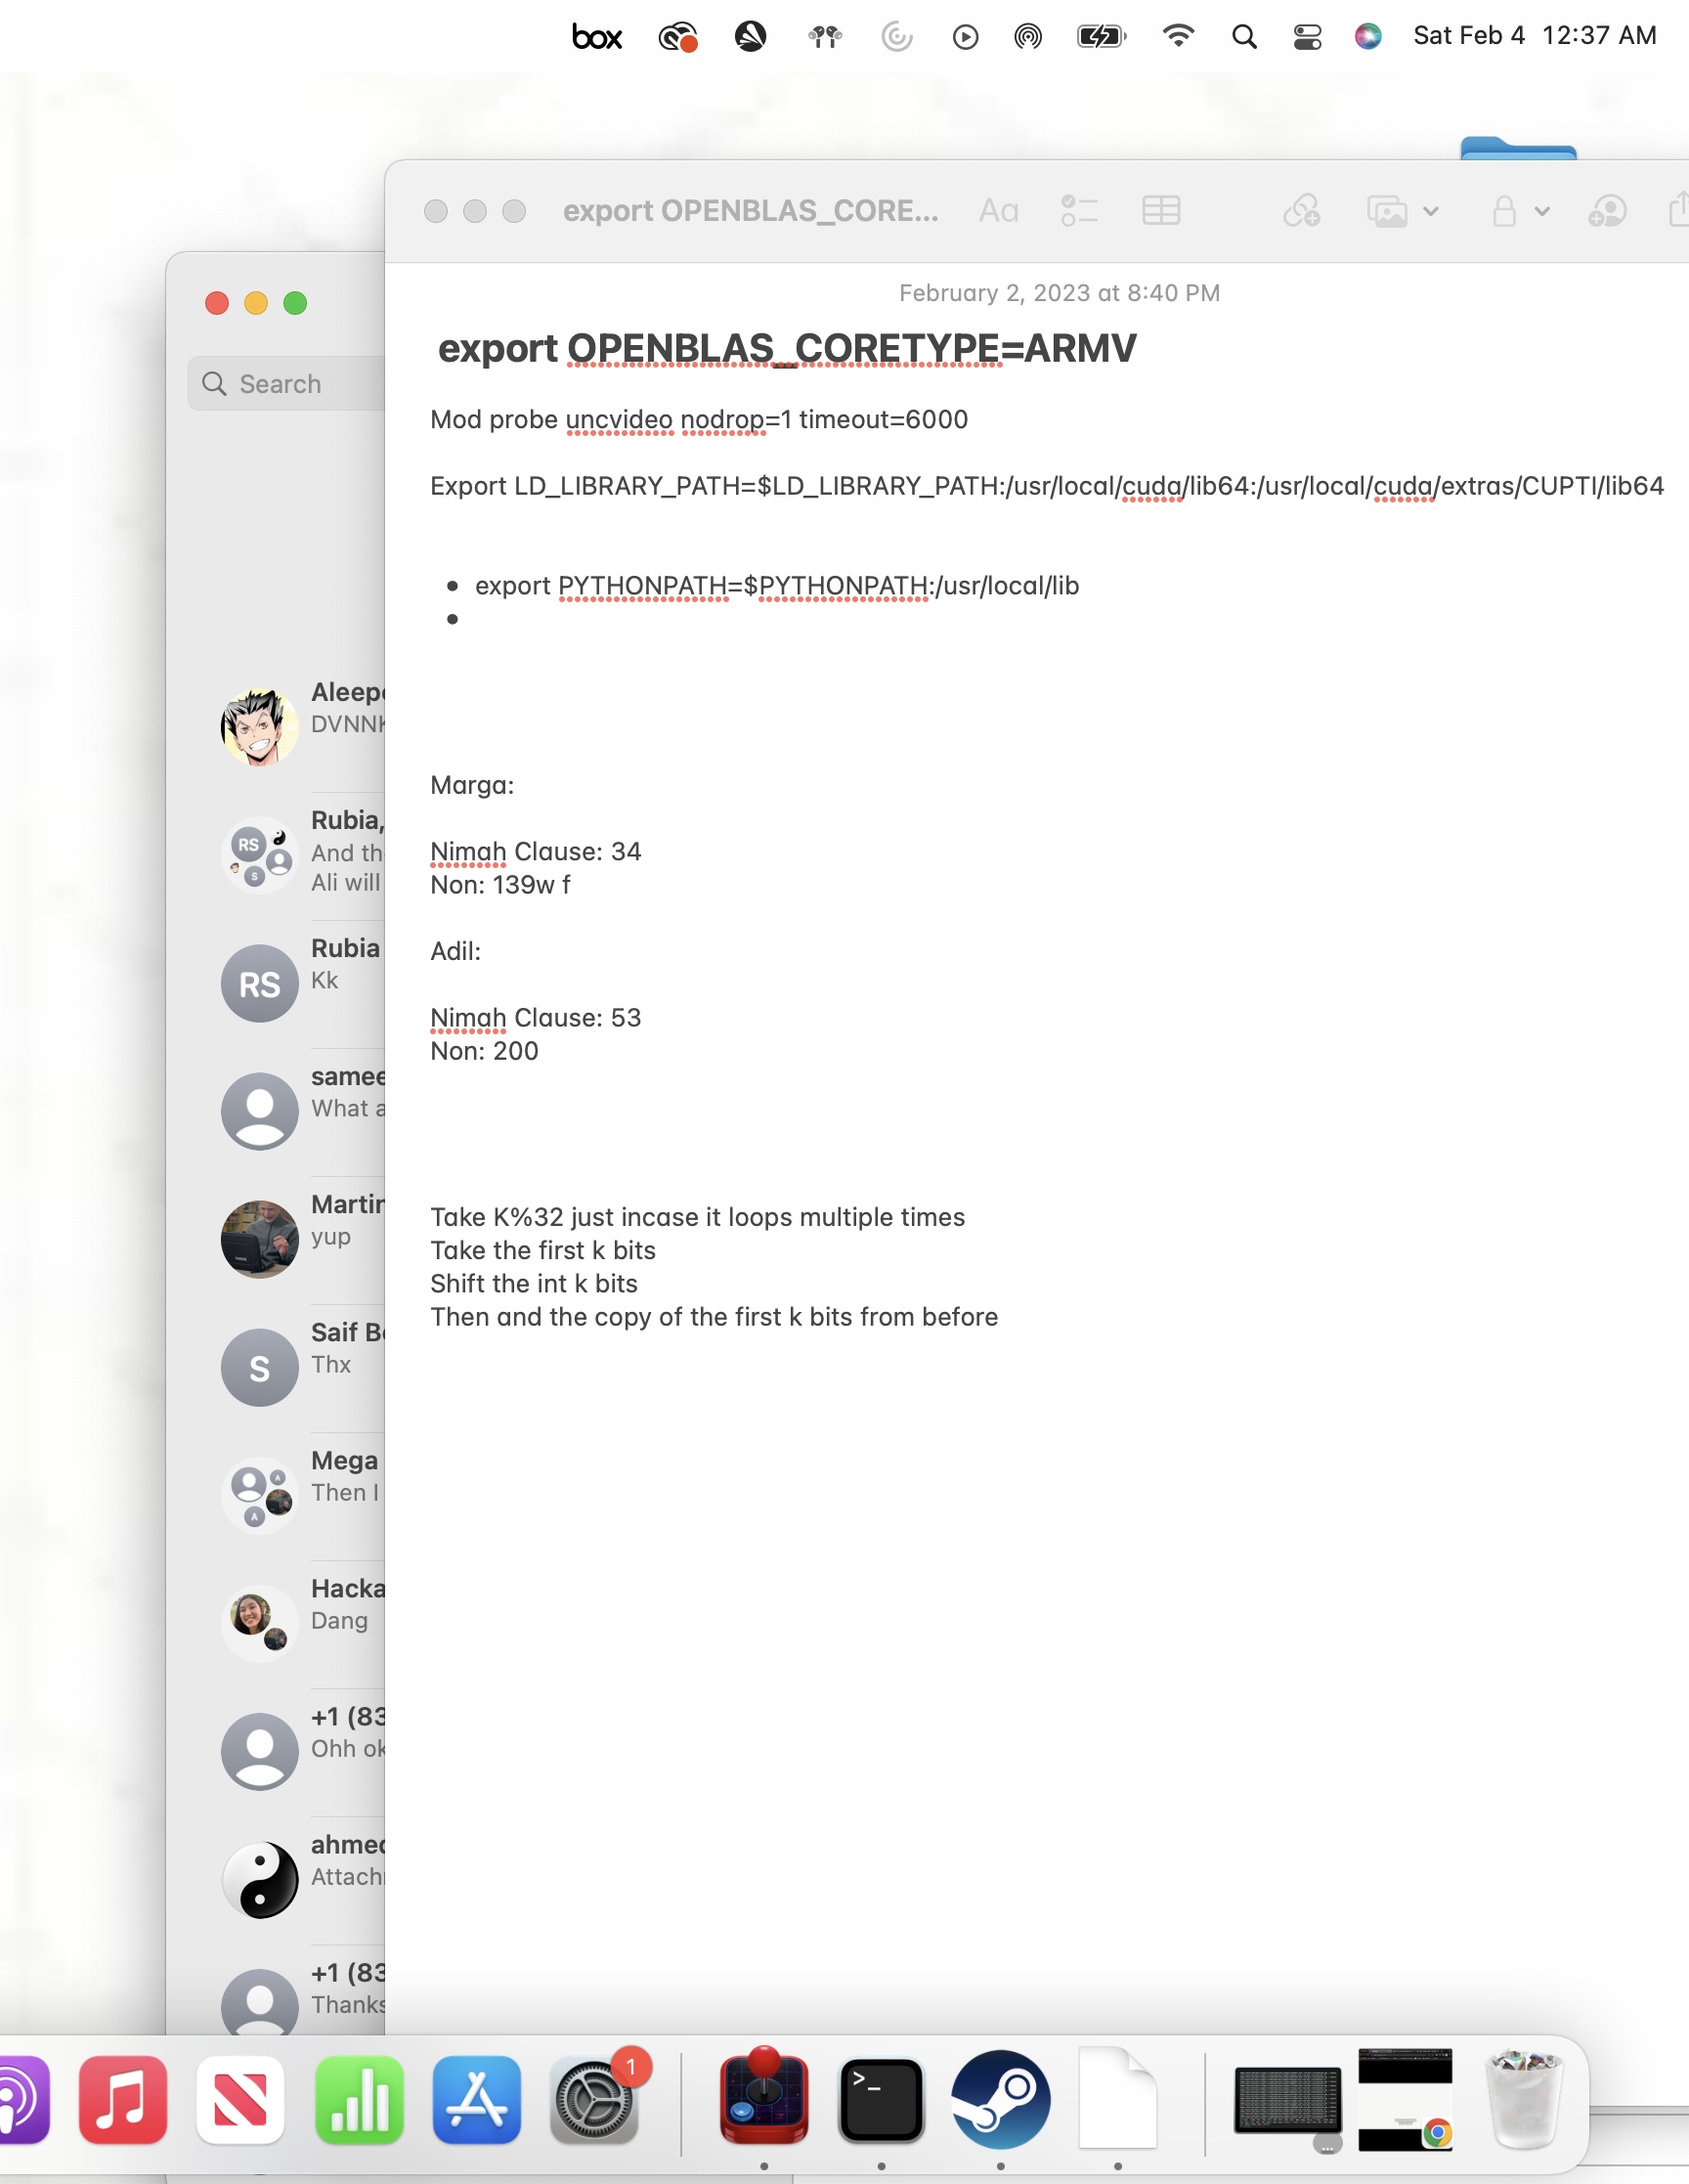 box
Sat Feb 4 12:37 AM
export OPENBLAS_CORE...
Aa
February 2, 2023 at 8:40 PM
export OPENBLAS_CORETYPE=ARMV
Mod probe uncvideo nodrop=1 timeout=6000
Export LD_LIBRARY_PATH=$LD_LIBRARY_PATH:/usr/local/cuda/lib64:/usr/local/cuda/extras/CUPTI/lib64
• export PYTHONPATH=$PYTHONPATH:/usr/local/lib
•
Marga:
Nimah Clause: 34
Non: 139w f
Adil:
Nimah Clause: 53
Non: 200
Take K%32 just incase it loops multiple times
Take the first k bits
Shift the int k bits
Then and the copy of the first k bits from before
Search
Aleep
DVNN
RS
S
Rubia,
And th
Ali will
RS
Rubia
Kk
samee
What a
Martin
yup
S
Saif B
Thx
A
A
Mega
Then I
Hacka
Dang
+1 (83
Ohh ok
ahmed
Attach
+1 (83
Thanks
1
>_